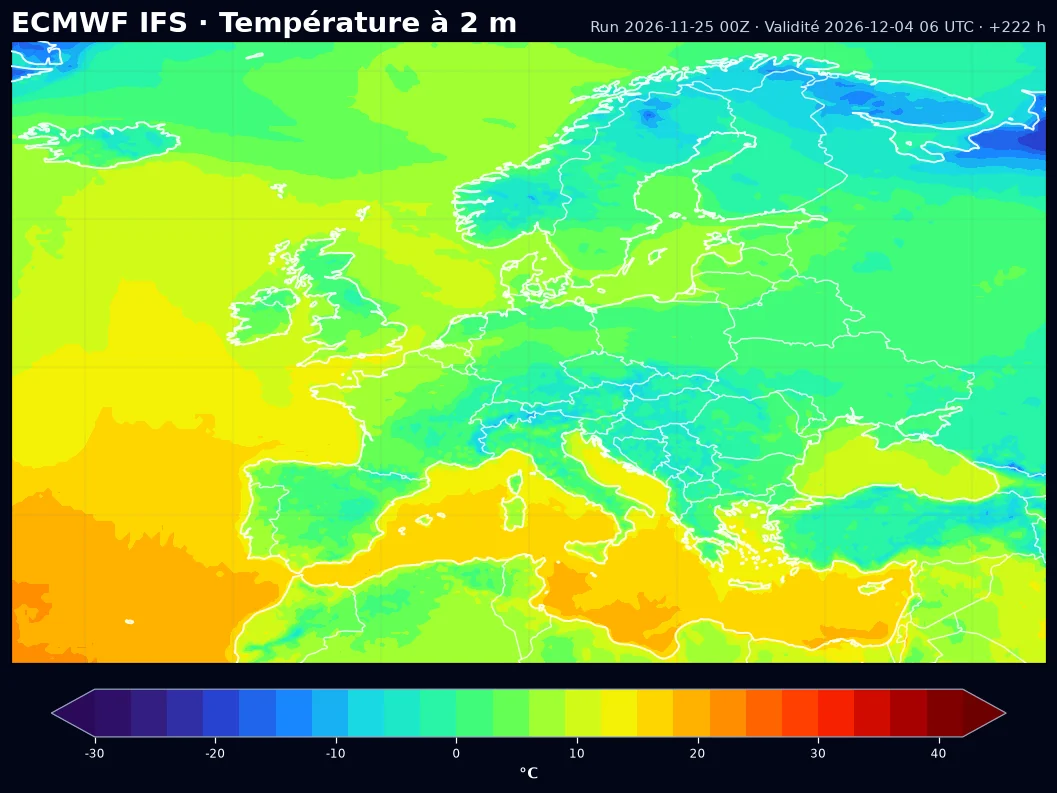 ECMWF IFS · Température à 2 m
Run 2026-11-25 00Z · Validité 2026-12-04 06 UTC · +222 h
-30 -20 -10 0 10 20 30 40
°C